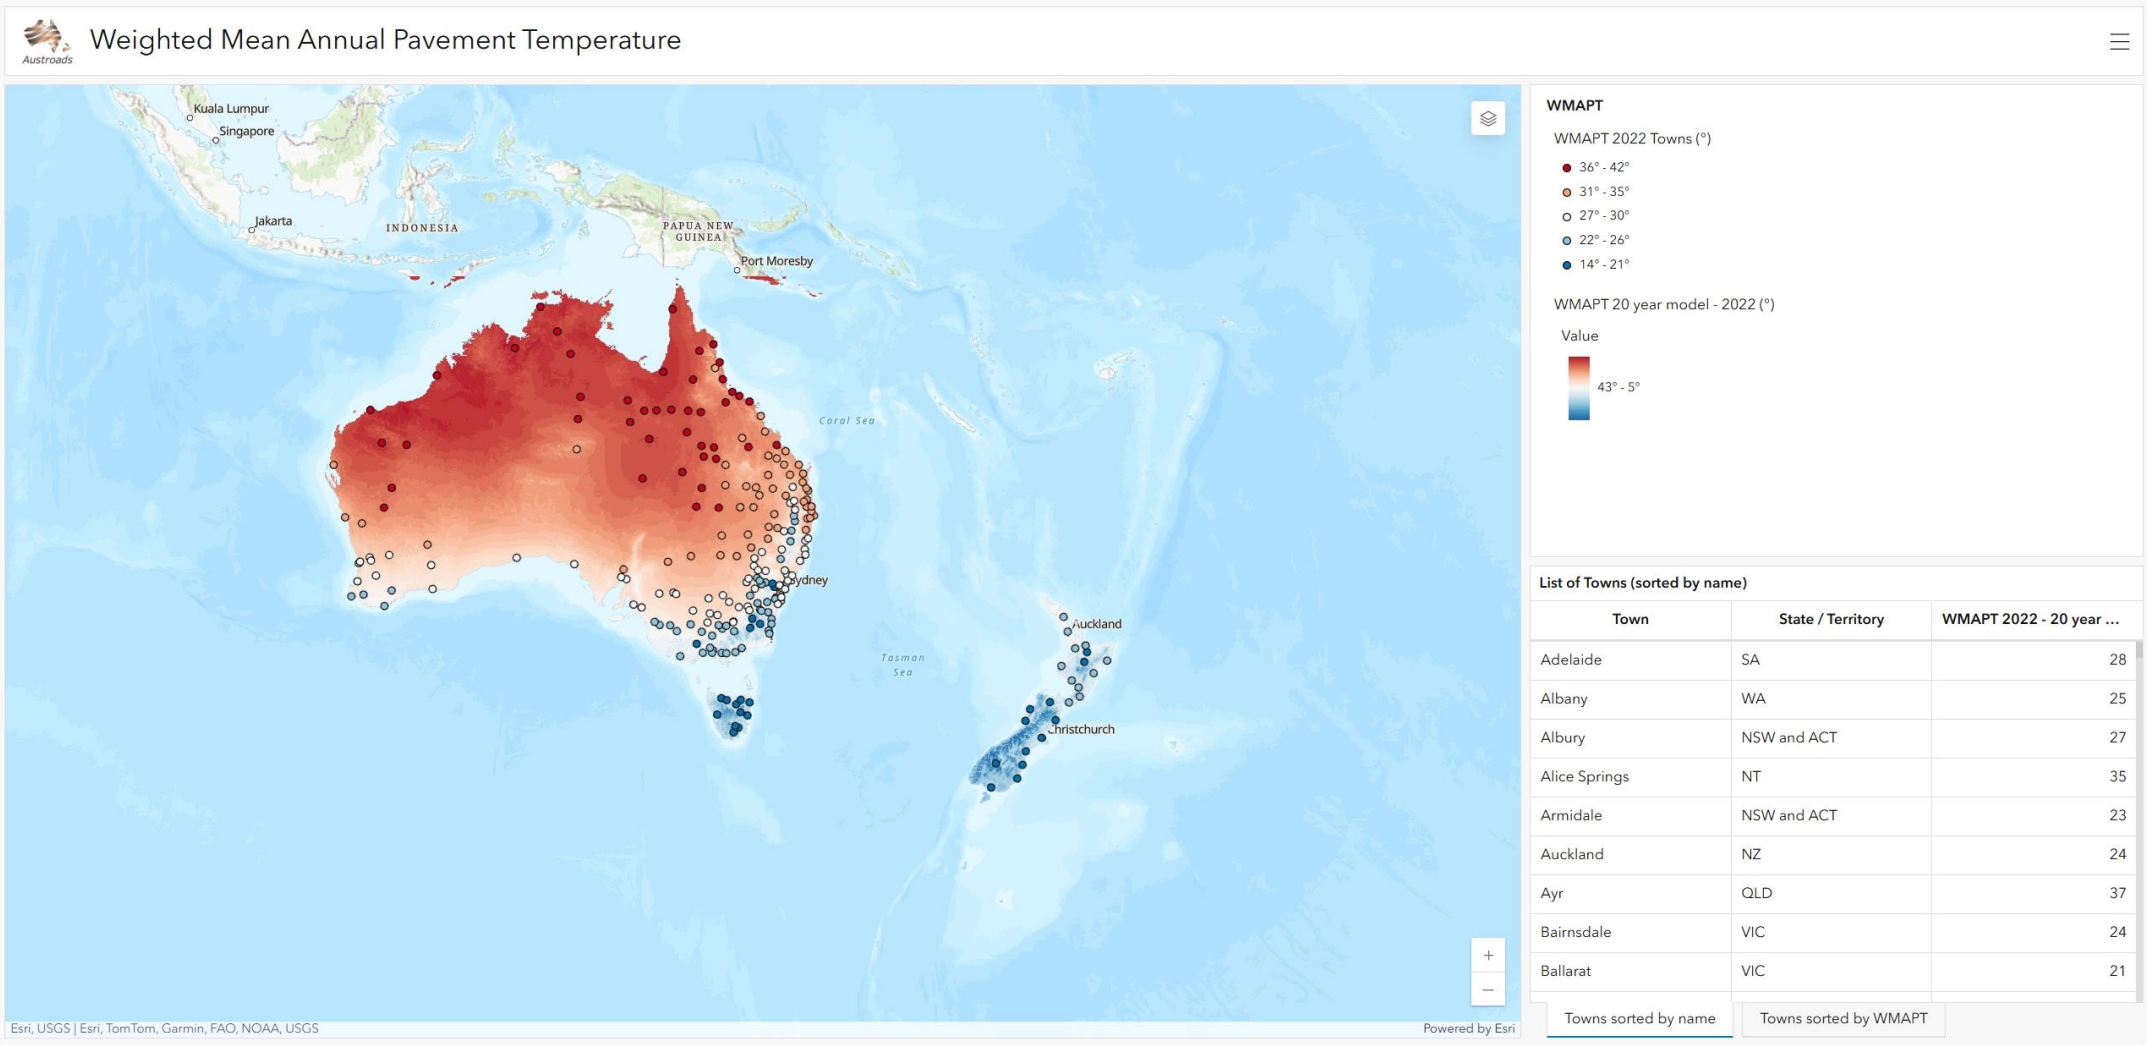 Austroads
Weighted Mean Annual Pavement Temperature
Kuala Lumpur
Singapore
Jakarta
INDONESIA
PAPUA NEW
GUINEA
Port Moresby
Coral Sea
Sydney
Auckland
Tasman
Sea
Christchurch
+
−
Esri, USGS | Esri, TomTom, Garmin, FAO, NOAA, USGS
Powered by Esri
WMAPT
WMAPT 2022 Towns (°)
36° - 42°
31° - 35°
27° - 30°
22° - 26°
14° - 21°
WMAPT 20 year model - 2022 (°)
Value
43° - 5°
List of Towns (sorted by name)
Town State / Territory WMAPT 2022 - 20 year ...
Adelaide SA 28
Albany WA 25
Albury NSW and ACT 27
Alice Springs NT 35
Armidale NSW and ACT 23
Auckland NZ 24
Ayr QLD 37
Bairnsdale VIC 24
Ballarat VIC 21
Towns sorted by name Towns sorted by WMAPT